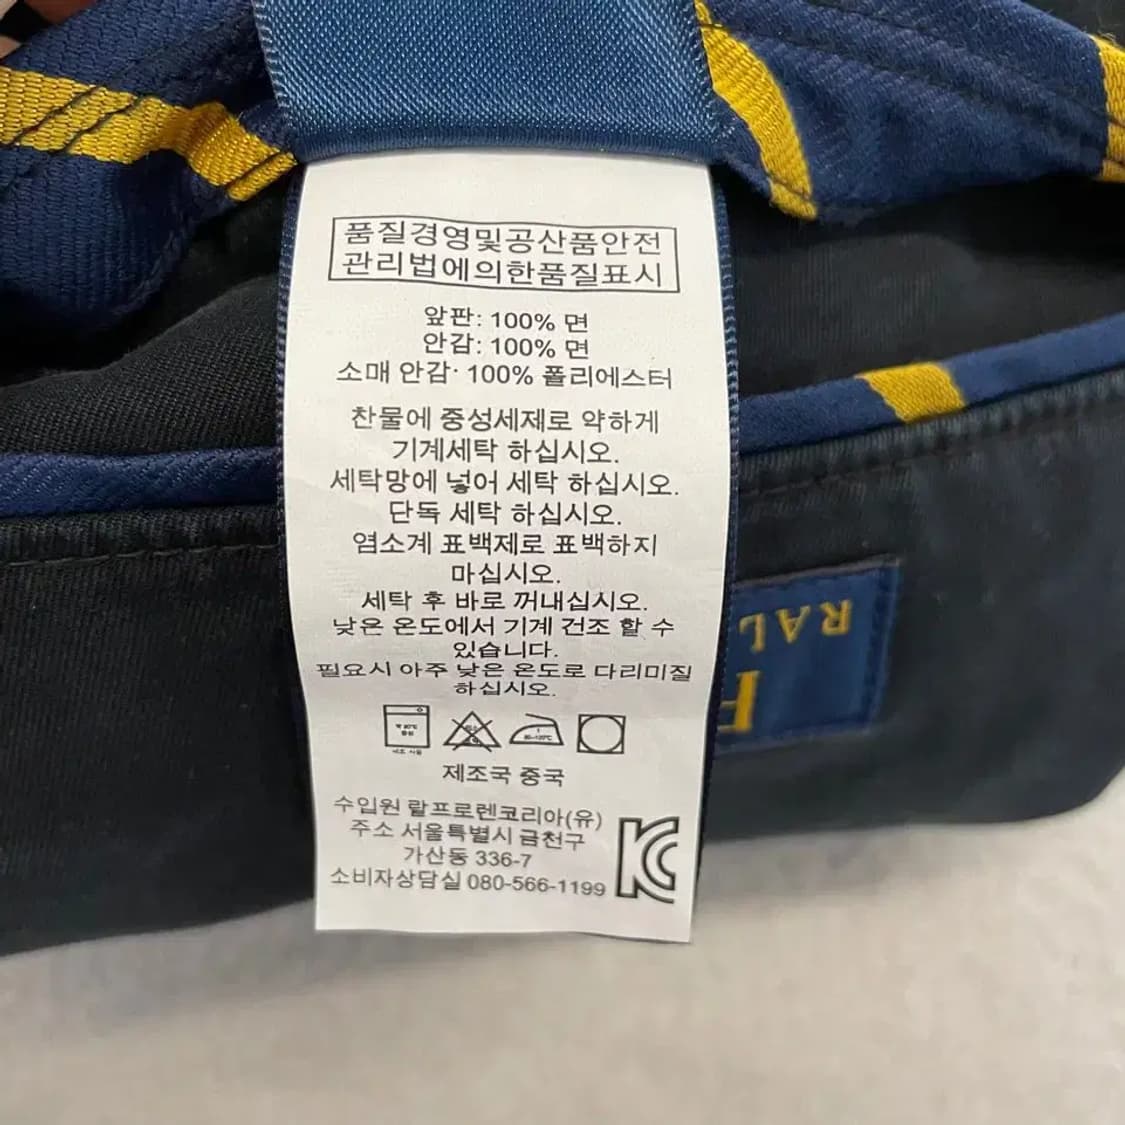 품질경영및공산품안전
관리법에의한품질표시
앞판: 100% 면
안감: 100% 면
소매 안감: 100% 폴리에스터
찬물에 중성세제로 약하게
기계세탁 하십시오.
세탁망에 넣어 세탁 하십시오.
단독 세탁 하십시오.
염소계 표백제로 표백하지
마십시오.
세탁 후 바로 꺼내십시오.
낮은 온도에서 기계 건조 할 수
있습니다.
필요시 아주 낮은 온도로 다리미질
하십시오.
제조국 중국
수입원 랄프로렌코리아(유)
주소 서울특별시 금천구
가산동 336-7
소비자상담실 080-566-1199
RAL